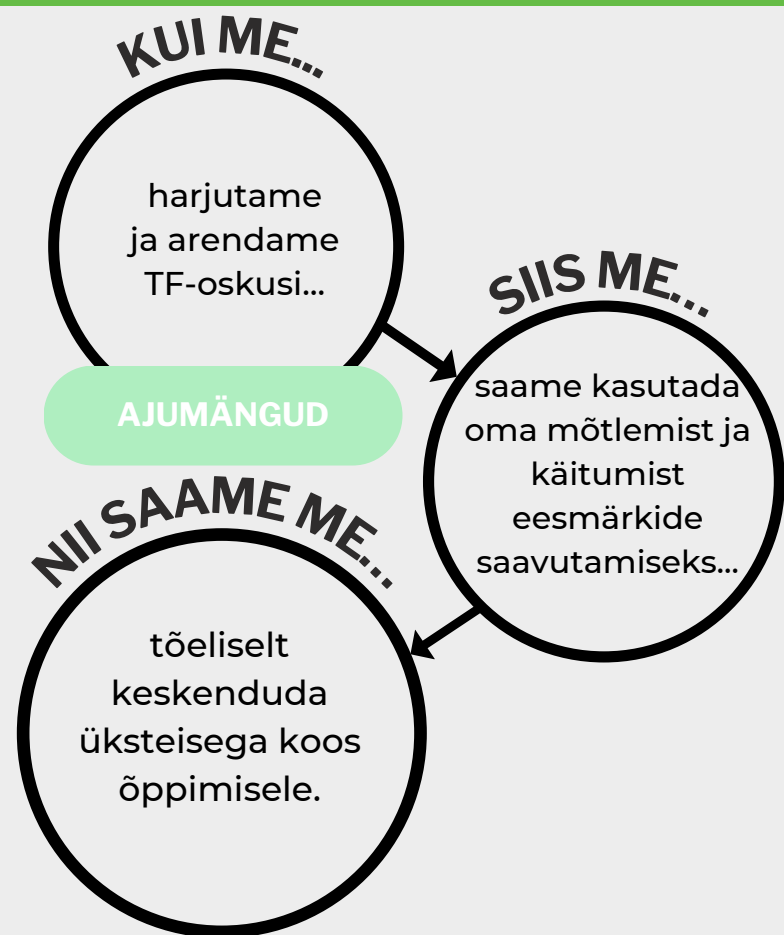 KUI ME...
harjutame
ja arendame
TF-oskusi...
AJUMÄNGUD
SIIS ME...
saame kasutada
oma mõtlemist ja
käitumist
eesmärkide
saavutamiseks...
NII SAAME ME...
tõeliselt
keskenduda
üksteisega koos
õppimisele.